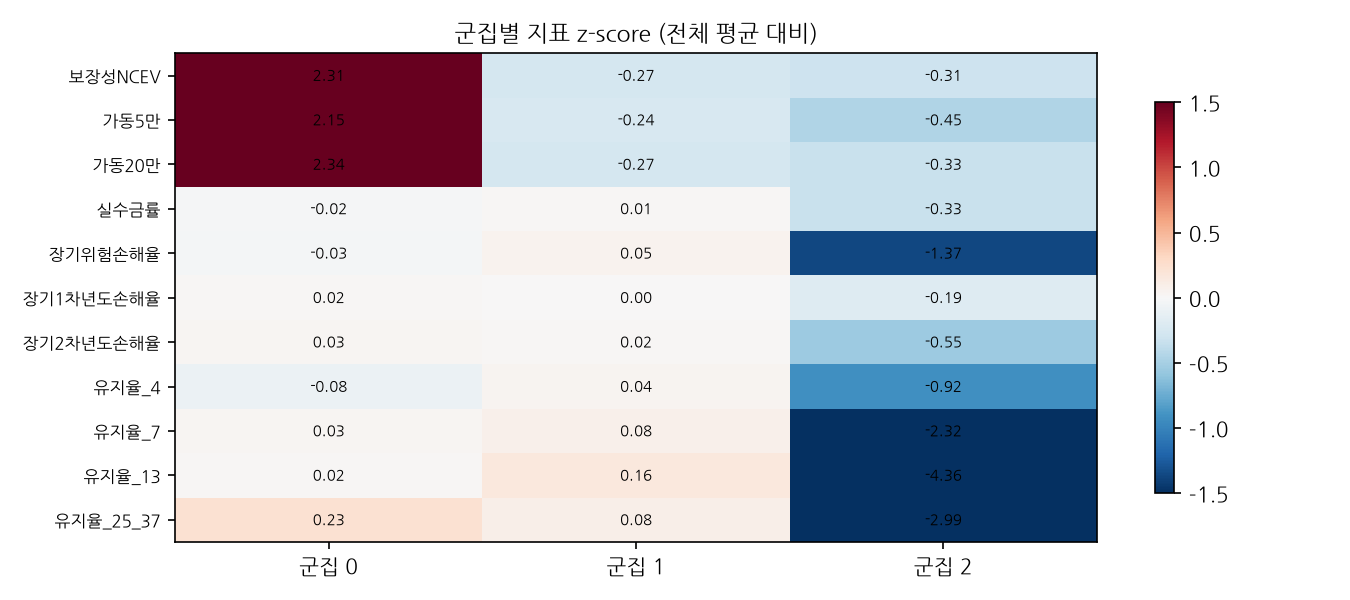 군집별 지표 z-score (전체 평균 대비)
보장성NCEV 2.31 -0.27 -0.31
가동5만 2.15 -0.24 -0.45
가동20만 2.34 -0.27 -0.33
실수금률 -0.02 0.01 -0.33
장기위험손해율 -0.03 0.05 -1.37
장기1차년도손해율 0.02 0.00 -0.19
장기2차년도손해율 0.03 0.02 -0.55
유지율_4 -0.08 0.04 -0.92
유지율_7 0.03 0.08 -2.32
유지율_13 0.02 0.16 -4.36
유지율_25_37 0.23 0.08 -2.99
군집 0 군집 1 군집 2
1.5
1.0
0.5
0.0
-0.5
-1.0
-1.5